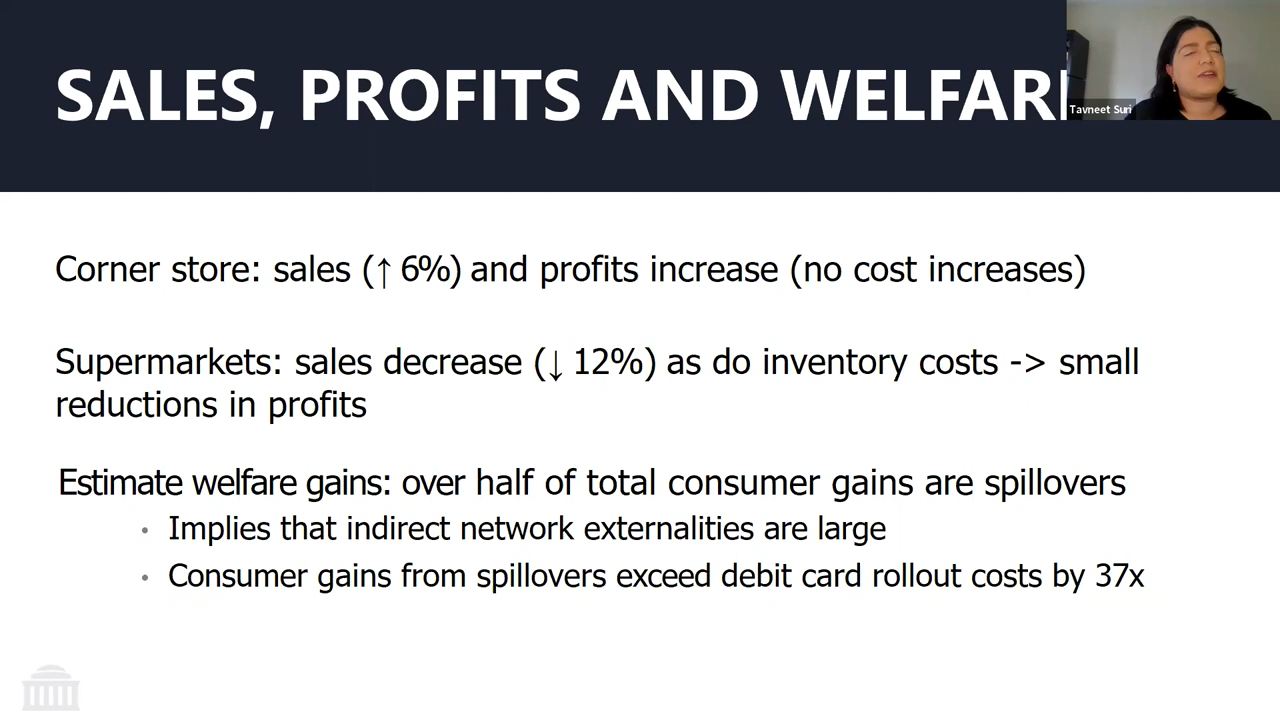 SALES, PROFITS AND WELFAR
Tavneet Suri
Corner store: sales (↑ 6%) and profits increase (no cost increases)
Supermarkets: sales decrease (↓ 12%) as do inventory costs -> small
reductions in profits
Estimate welfare gains: over half of total consumer gains are spillovers
• Implies that indirect network externalities are large
• Consumer gains from spillovers exceed debit card rollout costs by 37x